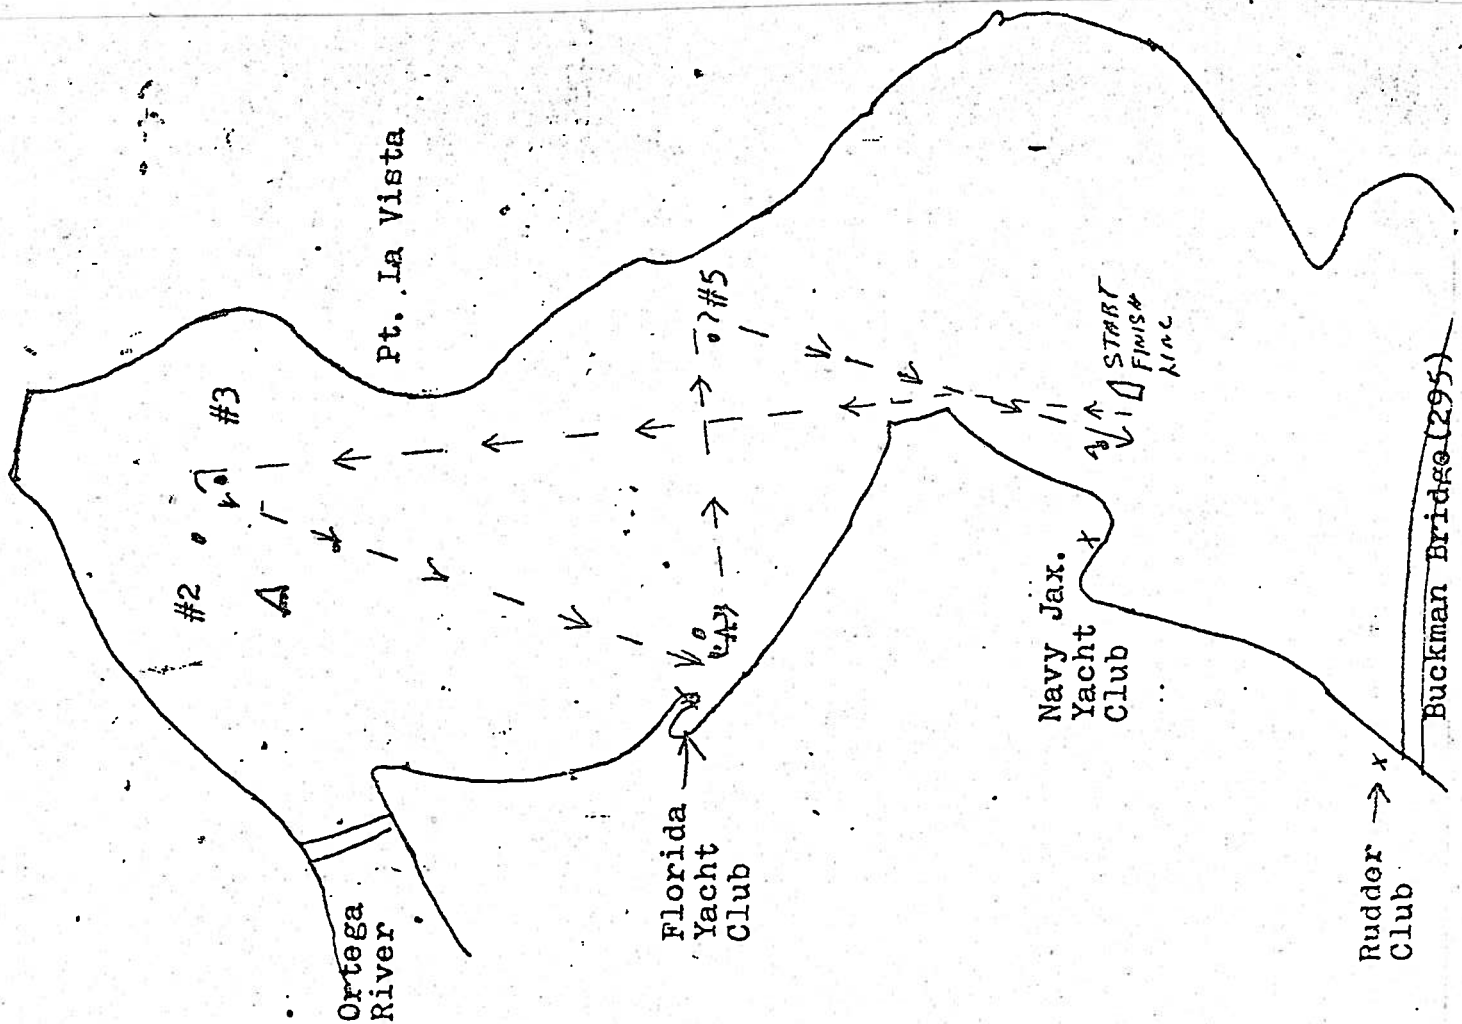 Pt. La Vista
#3
#2
#5
"A"
START
FINISH
LINE
Ortega
River
Florida
Yacht
Club
Navy Jax.
Yacht
Club
Rudder
Club
Buckman Bridge(295)